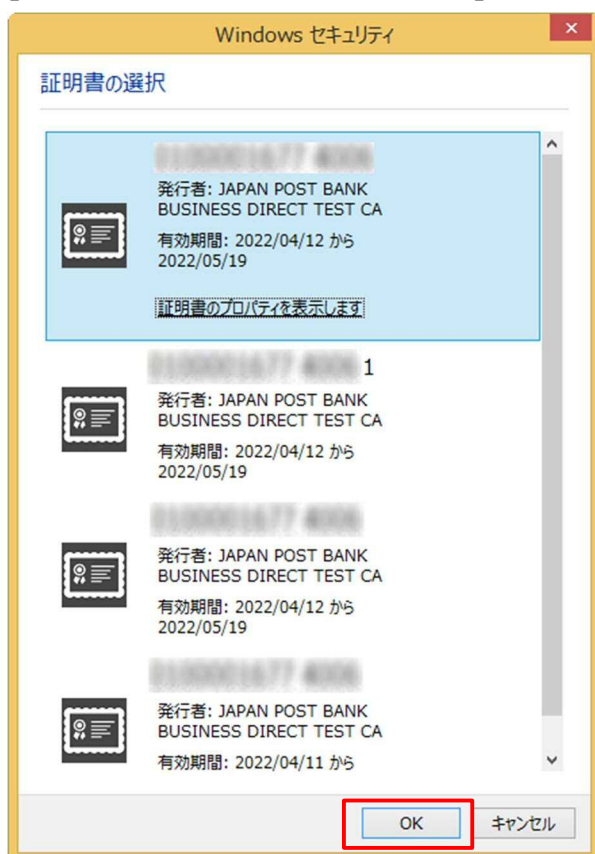 Windows セキュリティ
証明書の選択
発行者: JAPAN POST BANK
BUSINESS DIRECT TEST CA
有効期間: 2022/04/12 から
2022/05/19
証明書のプロパティを表示します
1
発行者: JAPAN POST BANK
BUSINESS DIRECT TEST CA
有効期間: 2022/04/12 から
2022/05/19
発行者: JAPAN POST BANK
BUSINESS DIRECT TEST CA
有効期間: 2022/04/12 から
2022/05/19
発行者: JAPAN POST BANK
BUSINESS DIRECT TEST CA
有効期間: 2022/04/11 から
OK キャンセル